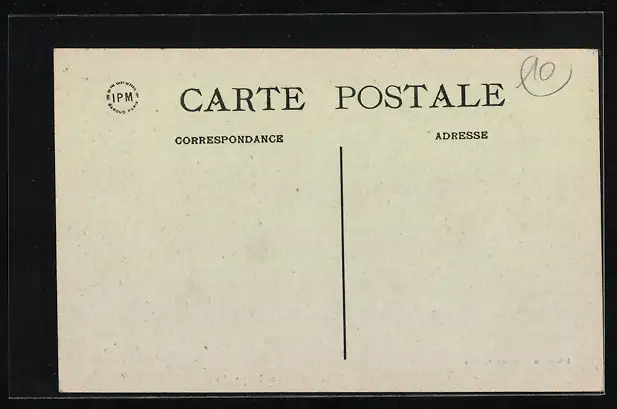 10
IPM
CARTE POSTALE
CORRESPONDANCE
ADRESSE